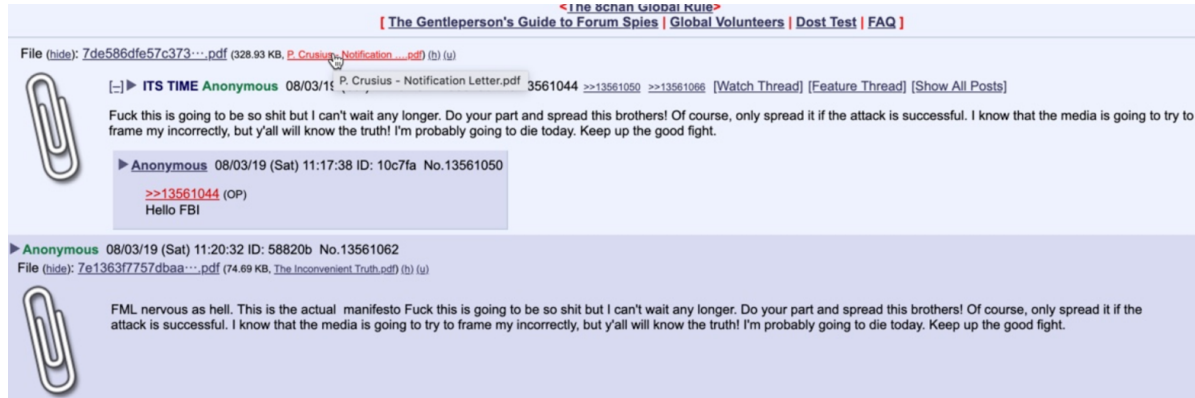 <The 8chan Global Rule>
[ The Gentleperson's Guide to Forum Spies | Global Volunteers | Dost Test | FAQ ]
File (hide): 7de586dfe57c373···.pdf (328.93 KB, P. Crusius - Notification ....pdf) (h) (u)
P. Crusius - Notification Letter.pdf
[–]▶ ITS TIME Anonymous 08/03/19 3561044 >>13561050 >>13561066 [Watch Thread] [Feature Thread] [Show All Posts]
Fuck this is going to be so shit but I can't wait any longer. Do your part and spread this brothers! Of course, only spread it if the attack is successful. I know that the media is going to try to
frame my incorrectly, but y'all will know the truth! I'm probably going to die today. Keep up the good fight.
▶ Anonymous 08/03/19 (Sat) 11:17:38 ID: 10c7fa No.13561050
>>13561044 (OP)
Hello FBI
▶ Anonymous 08/03/19 (Sat) 11:20:32 ID: 58820b No.13561062
File (hide): 7e1363f7757dbaa···.pdf (74.69 KB, The Inconvenient Truth.pdf) (h) (u)
FML nervous as hell. This is the actual manifesto Fuck this is going to be so shit but I can't wait any longer. Do your part and spread this brothers! Of course, only spread it if the
attack is successful. I know that the media is going to try to frame my incorrectly, but y'all will know the truth! I'm probably going to die today. Keep up the good fight.